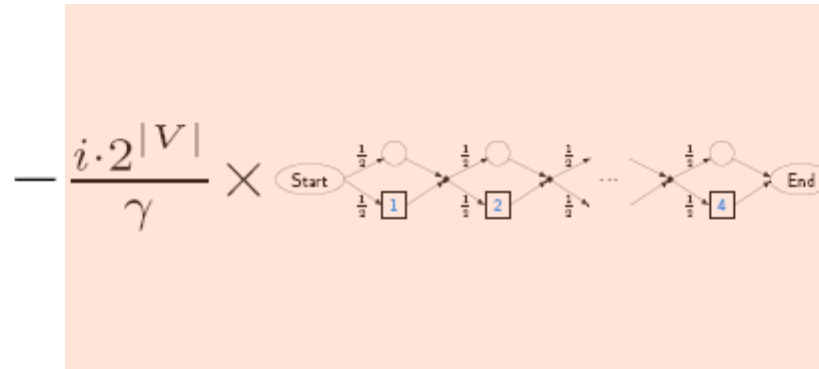 − i·2^|V| / γ × Start 1/2 1/2 1 1/2 1/2 2 1/2 1/2 ... 1/2 1/2 4 End